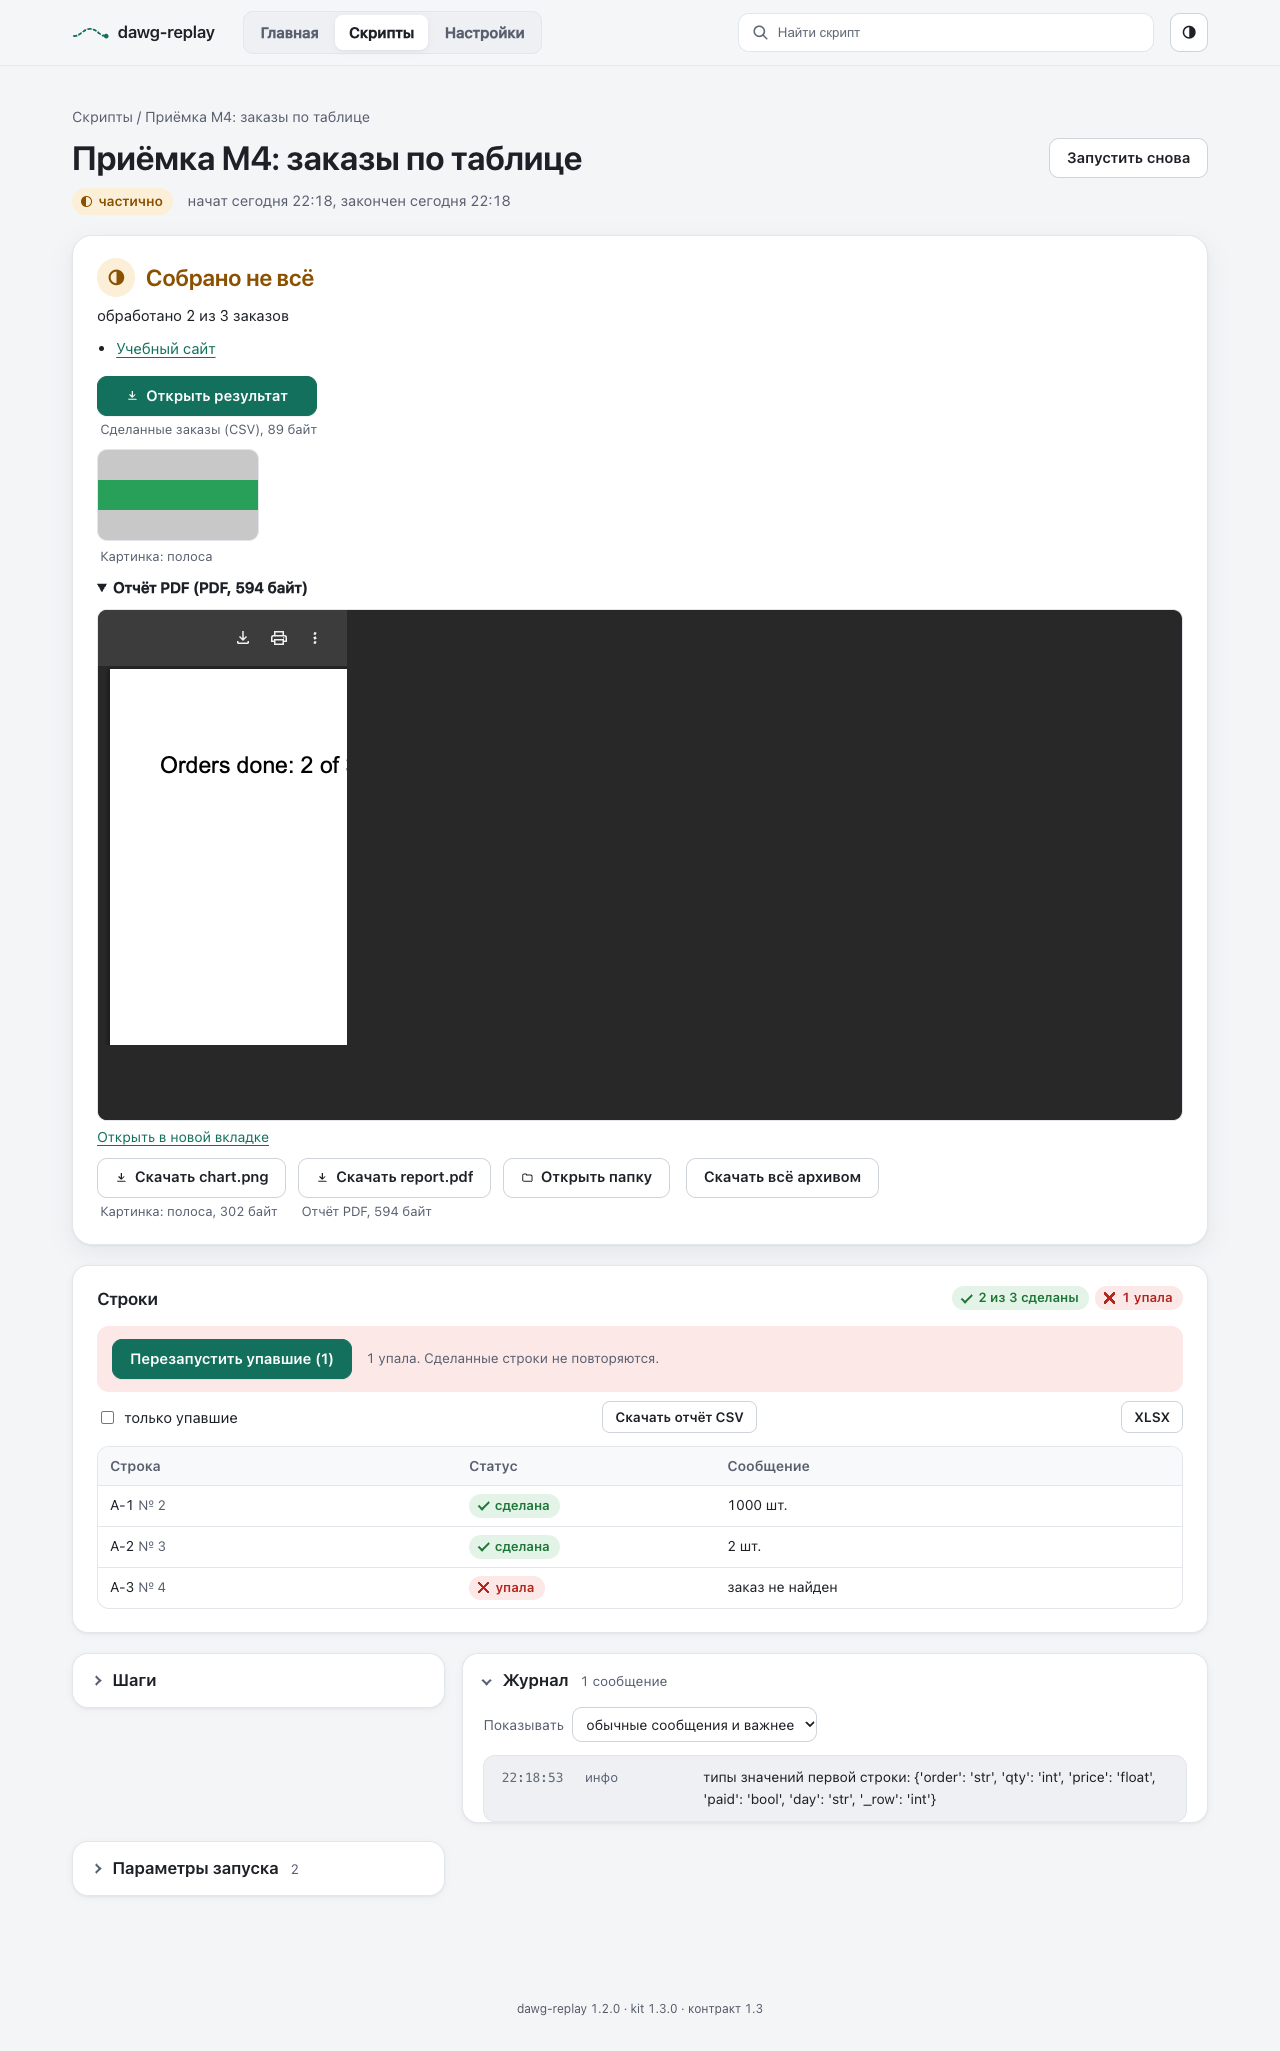 dawg-replay
Главная
Скрипты
Настройки
Найти скрипт
Скрипты / Приёмка М4: заказы по таблице
Приёмка М4: заказы по таблице
Запустить снова
частично
начат сегодня 22:18, закончен сегодня 22:18
Собрано не всё
обработано 2 из 3 заказов
Учебный сайт
Открыть результат
Сделанные заказы (CSV), 89 байт
Картинка: полоса
Отчёт PDF (PDF, 594 байт)
Orders done: 2 of
Открыть в новой вкладке
Скачать chart.png
Скачать report.pdf
Открыть папку
Скачать всё архивом
Картинка: полоса, 302 байт
Отчёт PDF, 594 байт
Строки
2 из 3 сделаны
1 упала
Перезапустить упавшие (1)
1 упала. Сделанные строки не повторяются.
только упавшие
Скачать отчёт CSV
XLSX
Строка Статус Сообщение
A-1 № 2 сделана 1000 шт.
A-2 № 3 сделана 2 шт.
A-3 № 4 упала заказ не найден
Шаги
Журнал 1 сообщение
Показывать обычные сообщения и важнее
22:18:53 инфо типы значений первой строки: {'order': 'str', 'qty': 'int', 'price': 'float',
'paid': 'bool', 'day': 'str', '_row': 'int'}
Параметры запуска 2
dawg-replay 1.2.0 · kit 1.3.0 · контракт 1.3